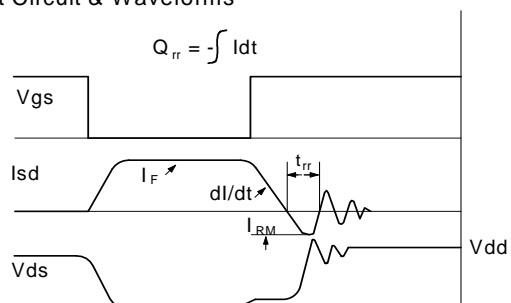 t Circuit & Waveforms
Q rr = -∫ Idt
Vgs
Isd
I F
t rr
dI/dt
I RM
Vdd
Vds